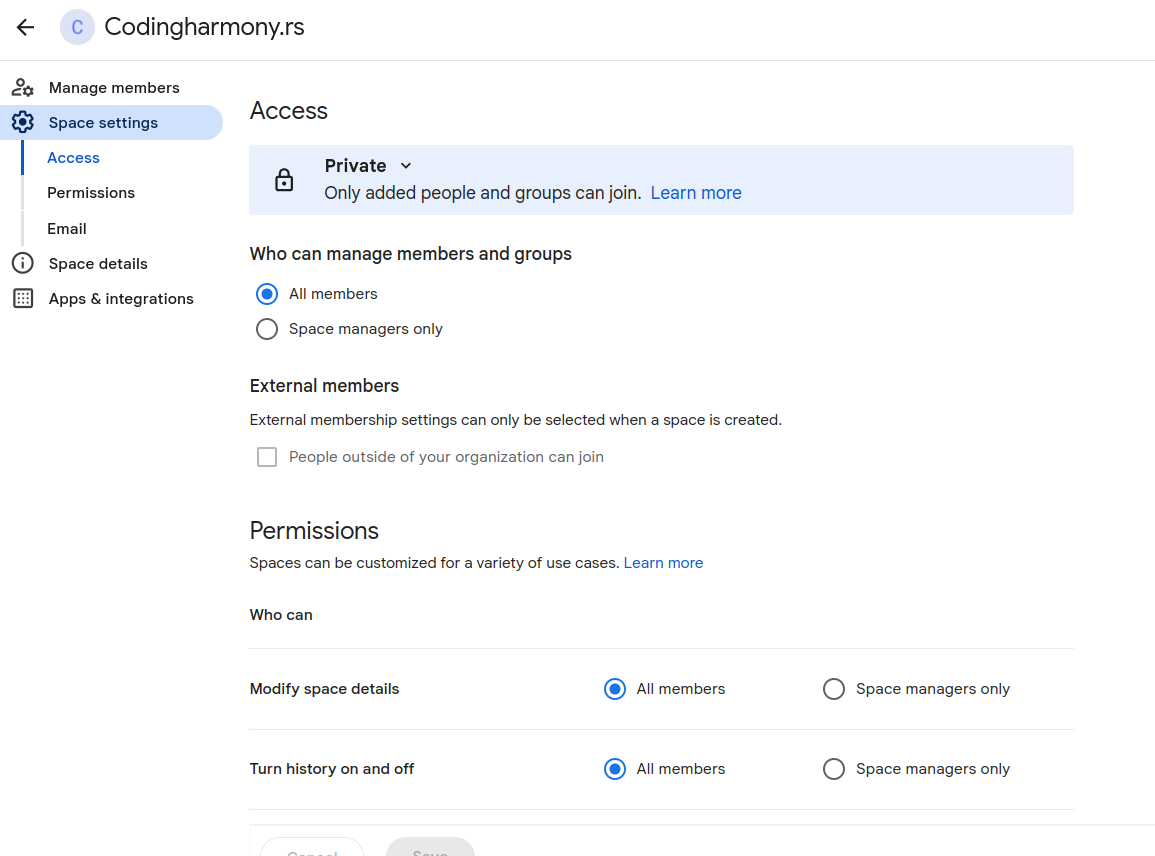 C Codingharmony.rs
Manage members
Space settings
Access
Permissions
Email
Space details
Apps & integrations
Access
Private
Only added people and groups can join. Learn more
Who can manage members and groups
All members
Space managers only
External members
External membership settings can only be selected when a space is created.
People outside of your organization can join
Permissions
Spaces can be customized for a variety of use cases. Learn more
Who can
Modify space details All members Space managers only
Turn history on and off All members Space managers only
Cancel Save